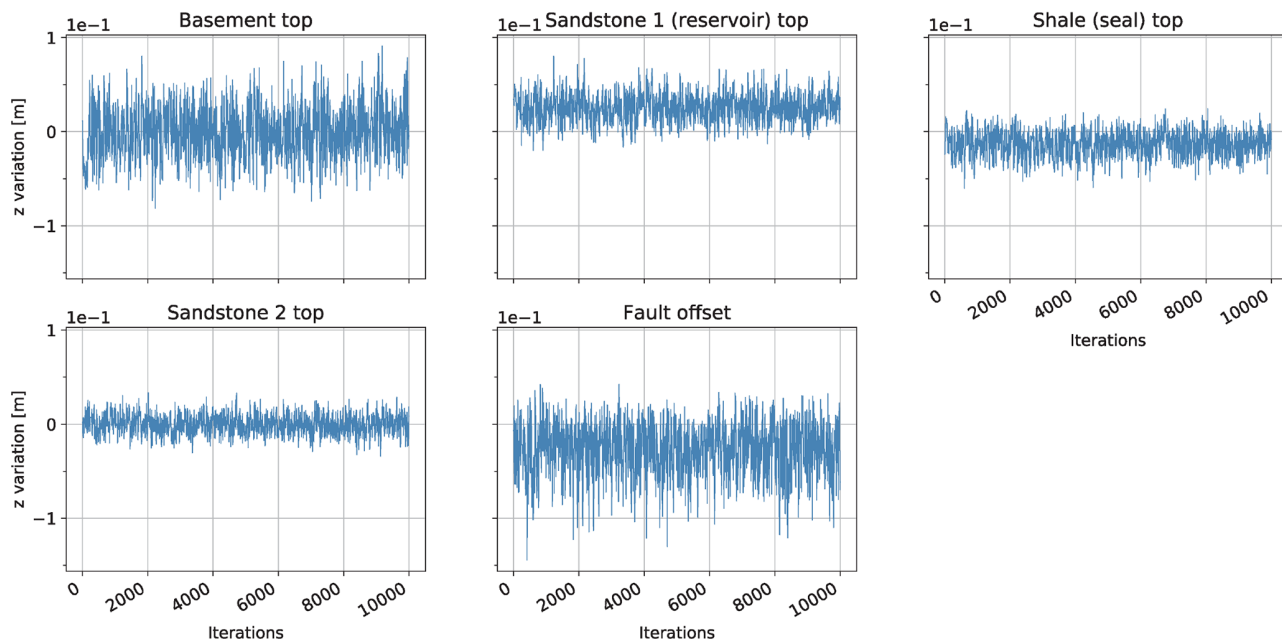 Basement top
1e−1
z variation [m]
1
0
−1
Sandstone 1 (reservoir) top
1e−1
Shale (seal) top
1e−1
0
2000
4000
6000
8000
10000
Iterations
Sandstone 2 top
1e−1
z variation [m]
1
0
−1
0
2000
4000
6000
8000
10000
Iterations
Fault offset
1e−1
0
2000
4000
6000
8000
10000
Iterations